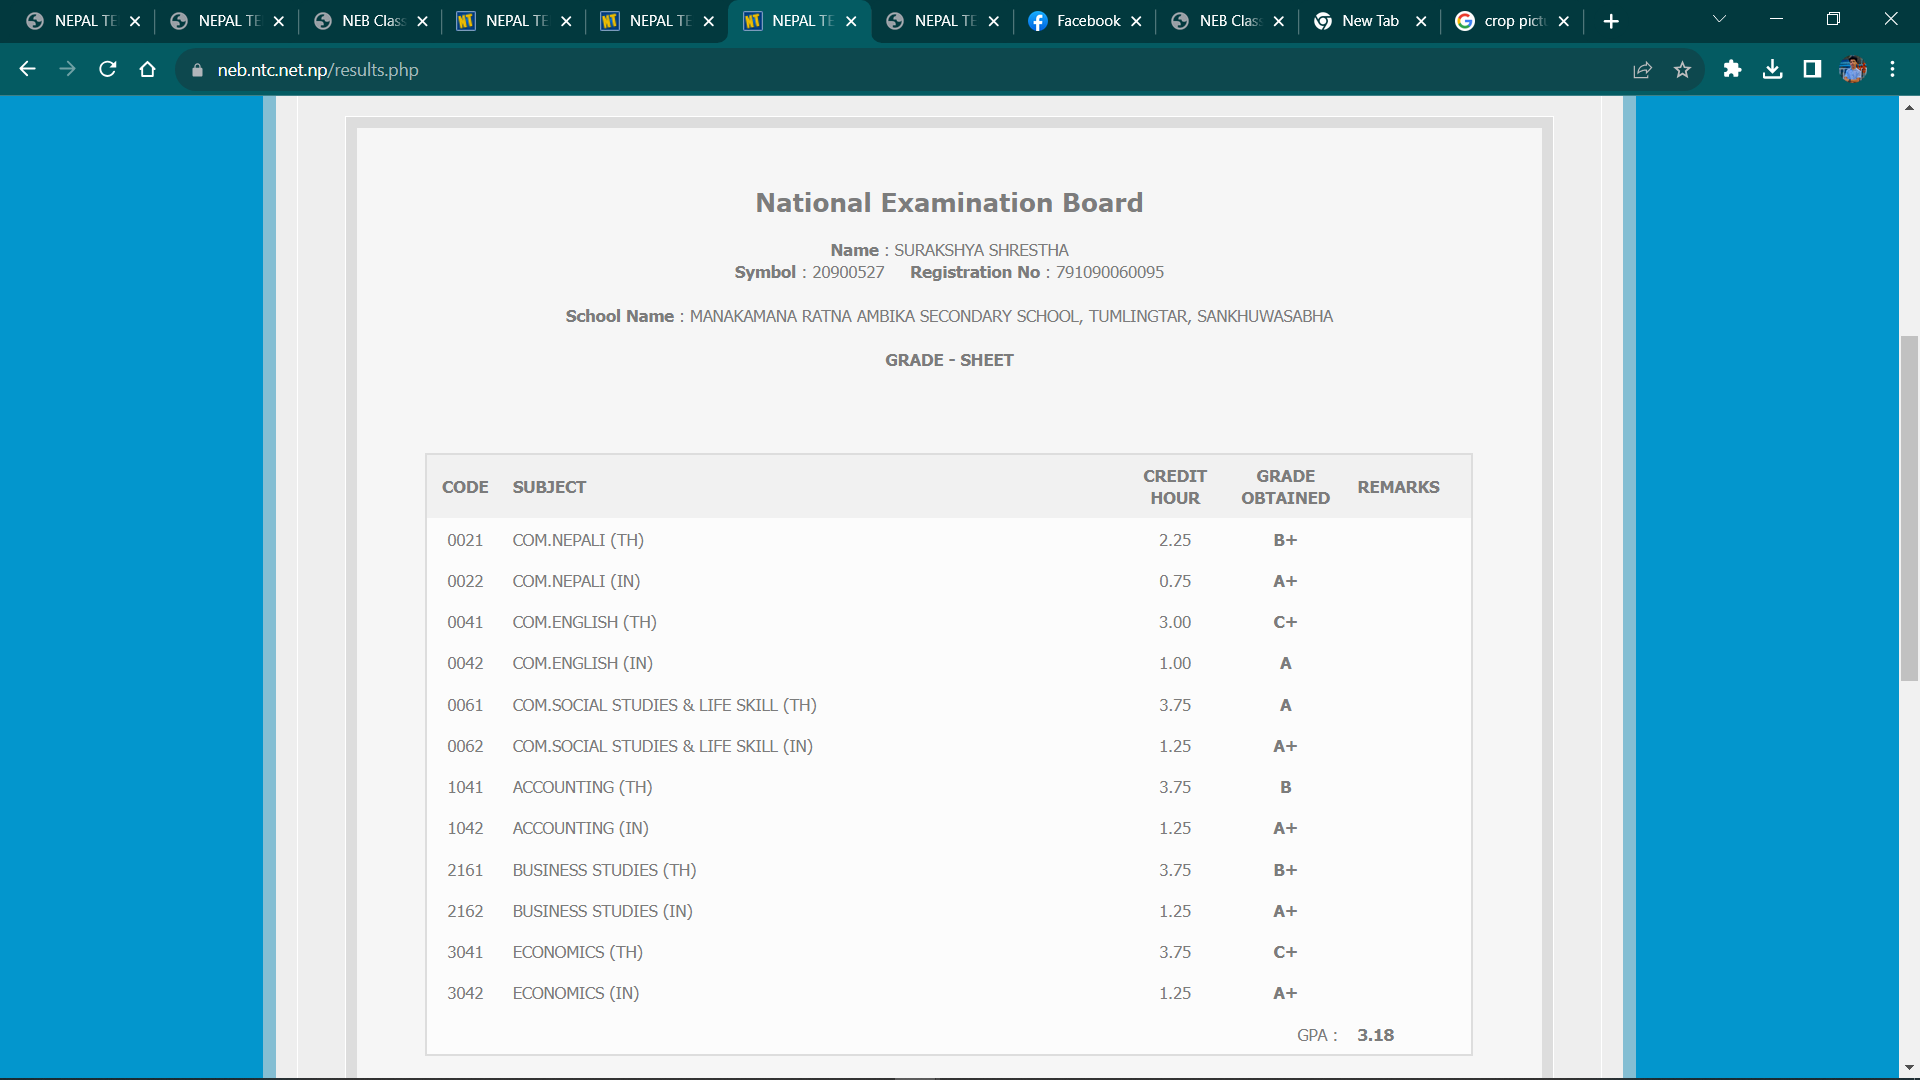 NEPAL TE NEPAL TE NEB Class NEPAL TE NEPAL TE NEPAL TE NEPAL TE Facebook NEB Class New Tab crop pictu
neb.ntc.net.np/results.php
National Examination Board
Name : SURAKSHYA SHRESTHA
Symbol : 20900527 Registration No : 791090060095
School Name : MANAKAMANA RATNA AMBIKA SECONDARY SCHOOL, TUMLINGTAR, SANKHUWASABHA
GRADE - SHEET
CODE SUBJECT CREDIT HOUR GRADE OBTAINED REMARKS
0021 COM.NEPALI (TH) 2.25 B+
0022 COM.NEPALI (IN) 0.75 A+
0041 COM.ENGLISH (TH) 3.00 C+
0042 COM.ENGLISH (IN) 1.00 A
0061 COM.SOCIAL STUDIES & LIFE SKILL (TH) 3.75 A
0062 COM.SOCIAL STUDIES & LIFE SKILL (IN) 1.25 A+
1041 ACCOUNTING (TH) 3.75 B
1042 ACCOUNTING (IN) 1.25 A+
2161 BUSINESS STUDIES (TH) 3.75 B+
2162 BUSINESS STUDIES (IN) 1.25 A+
3041 ECONOMICS (TH) 3.75 C+
3042 ECONOMICS (IN) 1.25 A+
GPA : 3.18